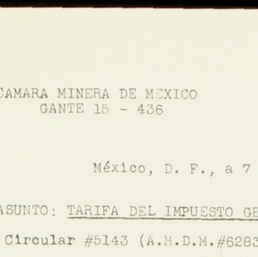 CAMARA MINERA DE MEXICO
GANTE 15 - 436
México, D. F., a 7
ASUNTO: TARIFA DEL IMPUESTO GE
Circular #5143 (A.M.D.M.#6283